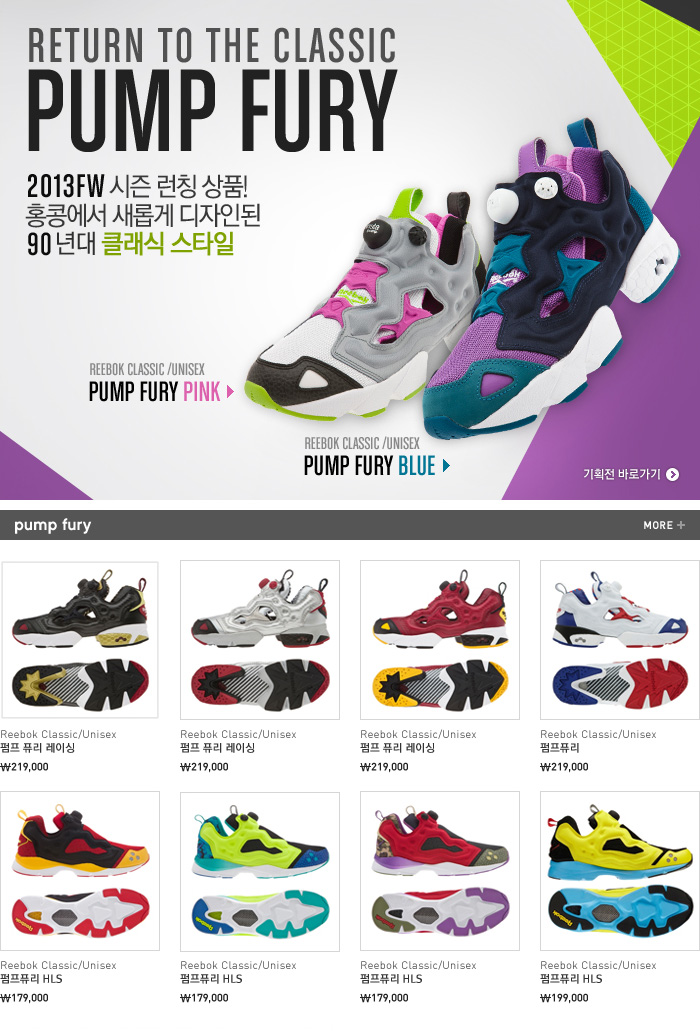 RETURN TO THE CLASSIC
PUMP FURY
2013FW 시즌 런칭 상품!
홍콩에서 새롭게 디자인된
90 년대 클래식 스타일
REEBOK CLASSIC /UNISEX
PUMP FURY PINK
REEBOK CLASSIC /UNISEX
PUMP FURY BLUE
기획전 바로가기
pump fury
MORE +
Reebok Classic/Unisex
펌프 퓨리 레이싱
₩219,000
Reebok Classic/Unisex
펌프 퓨리 레이싱
₩219,000
Reebok Classic/Unisex
펌프 퓨리 레이싱
₩219,000
Reebok Classic/Unisex
펌프퓨리
₩219,000
Reebok Classic/Unisex
펌프퓨리 HLS
₩179,000
Reebok Classic/Unisex
펌프퓨리 HLS
₩179,000
Reebok Classic/Unisex
펌프퓨리 HLS
₩179,000
Reebok Classic/Unisex
펌프퓨리 HLS
₩199,000